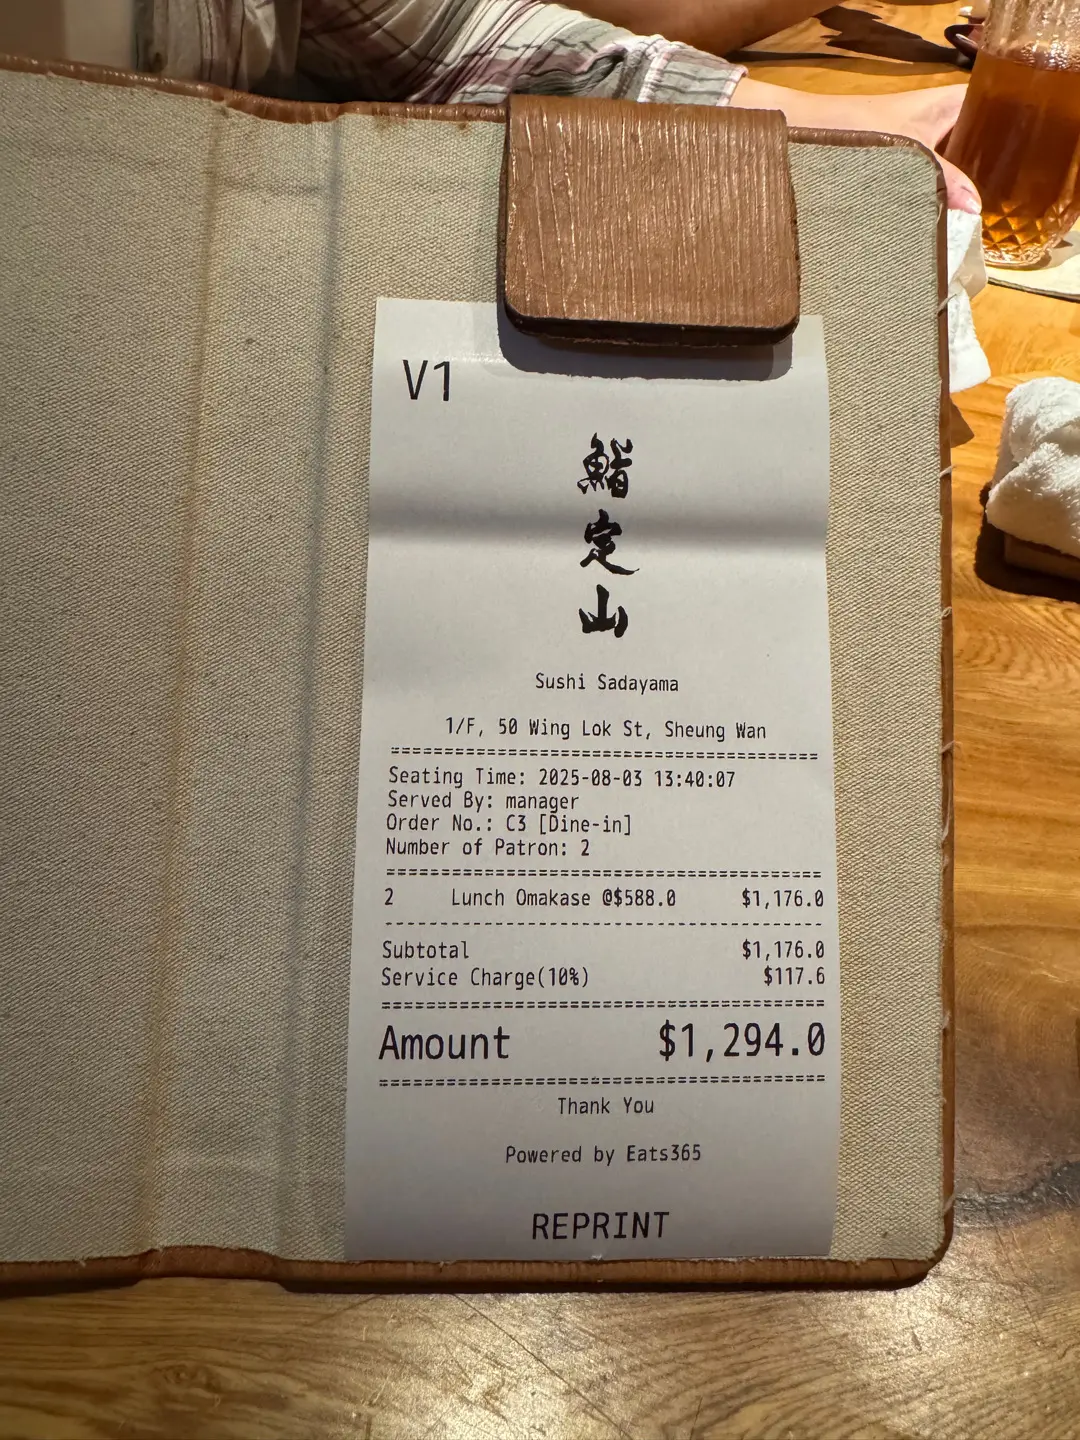 V1
鮨
定
山
Sushi Sadayama
1/F, 50 Wing Lok St, Sheung Wan
================================================
Seating Time: 2025-08-03 13:40:07
Served By: manager
Order No.: C3 [Dine-in]
Number of Patron: 2
================================================
2 Lunch Omakase @$588.0 $1,176.0
------------------------------------------------
Subtotal $1,176.0
Service Charge(10%) $117.6
================================================
Amount $1,294.0
================================================
Thank You
Powered by Eats365
REPRINT